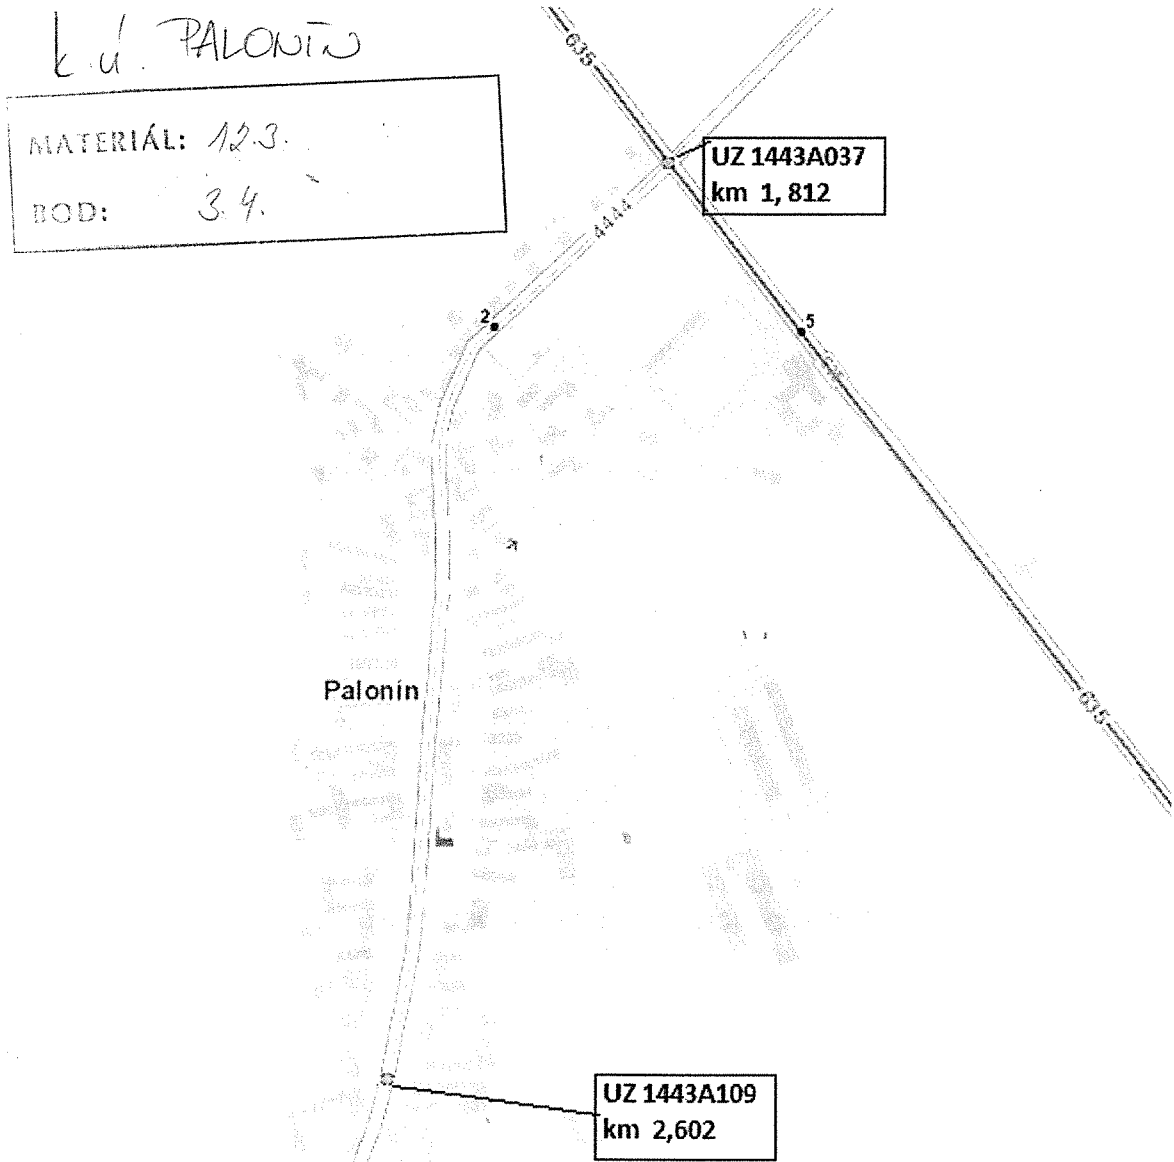 k.ú. PALONÍN
MATERIÁL: 12.3.
BOD: 3.4.
635
UZ 1443A037
km 1, 812
4444
2
5
635
Palonín
UZ 1443A109
km 2,602